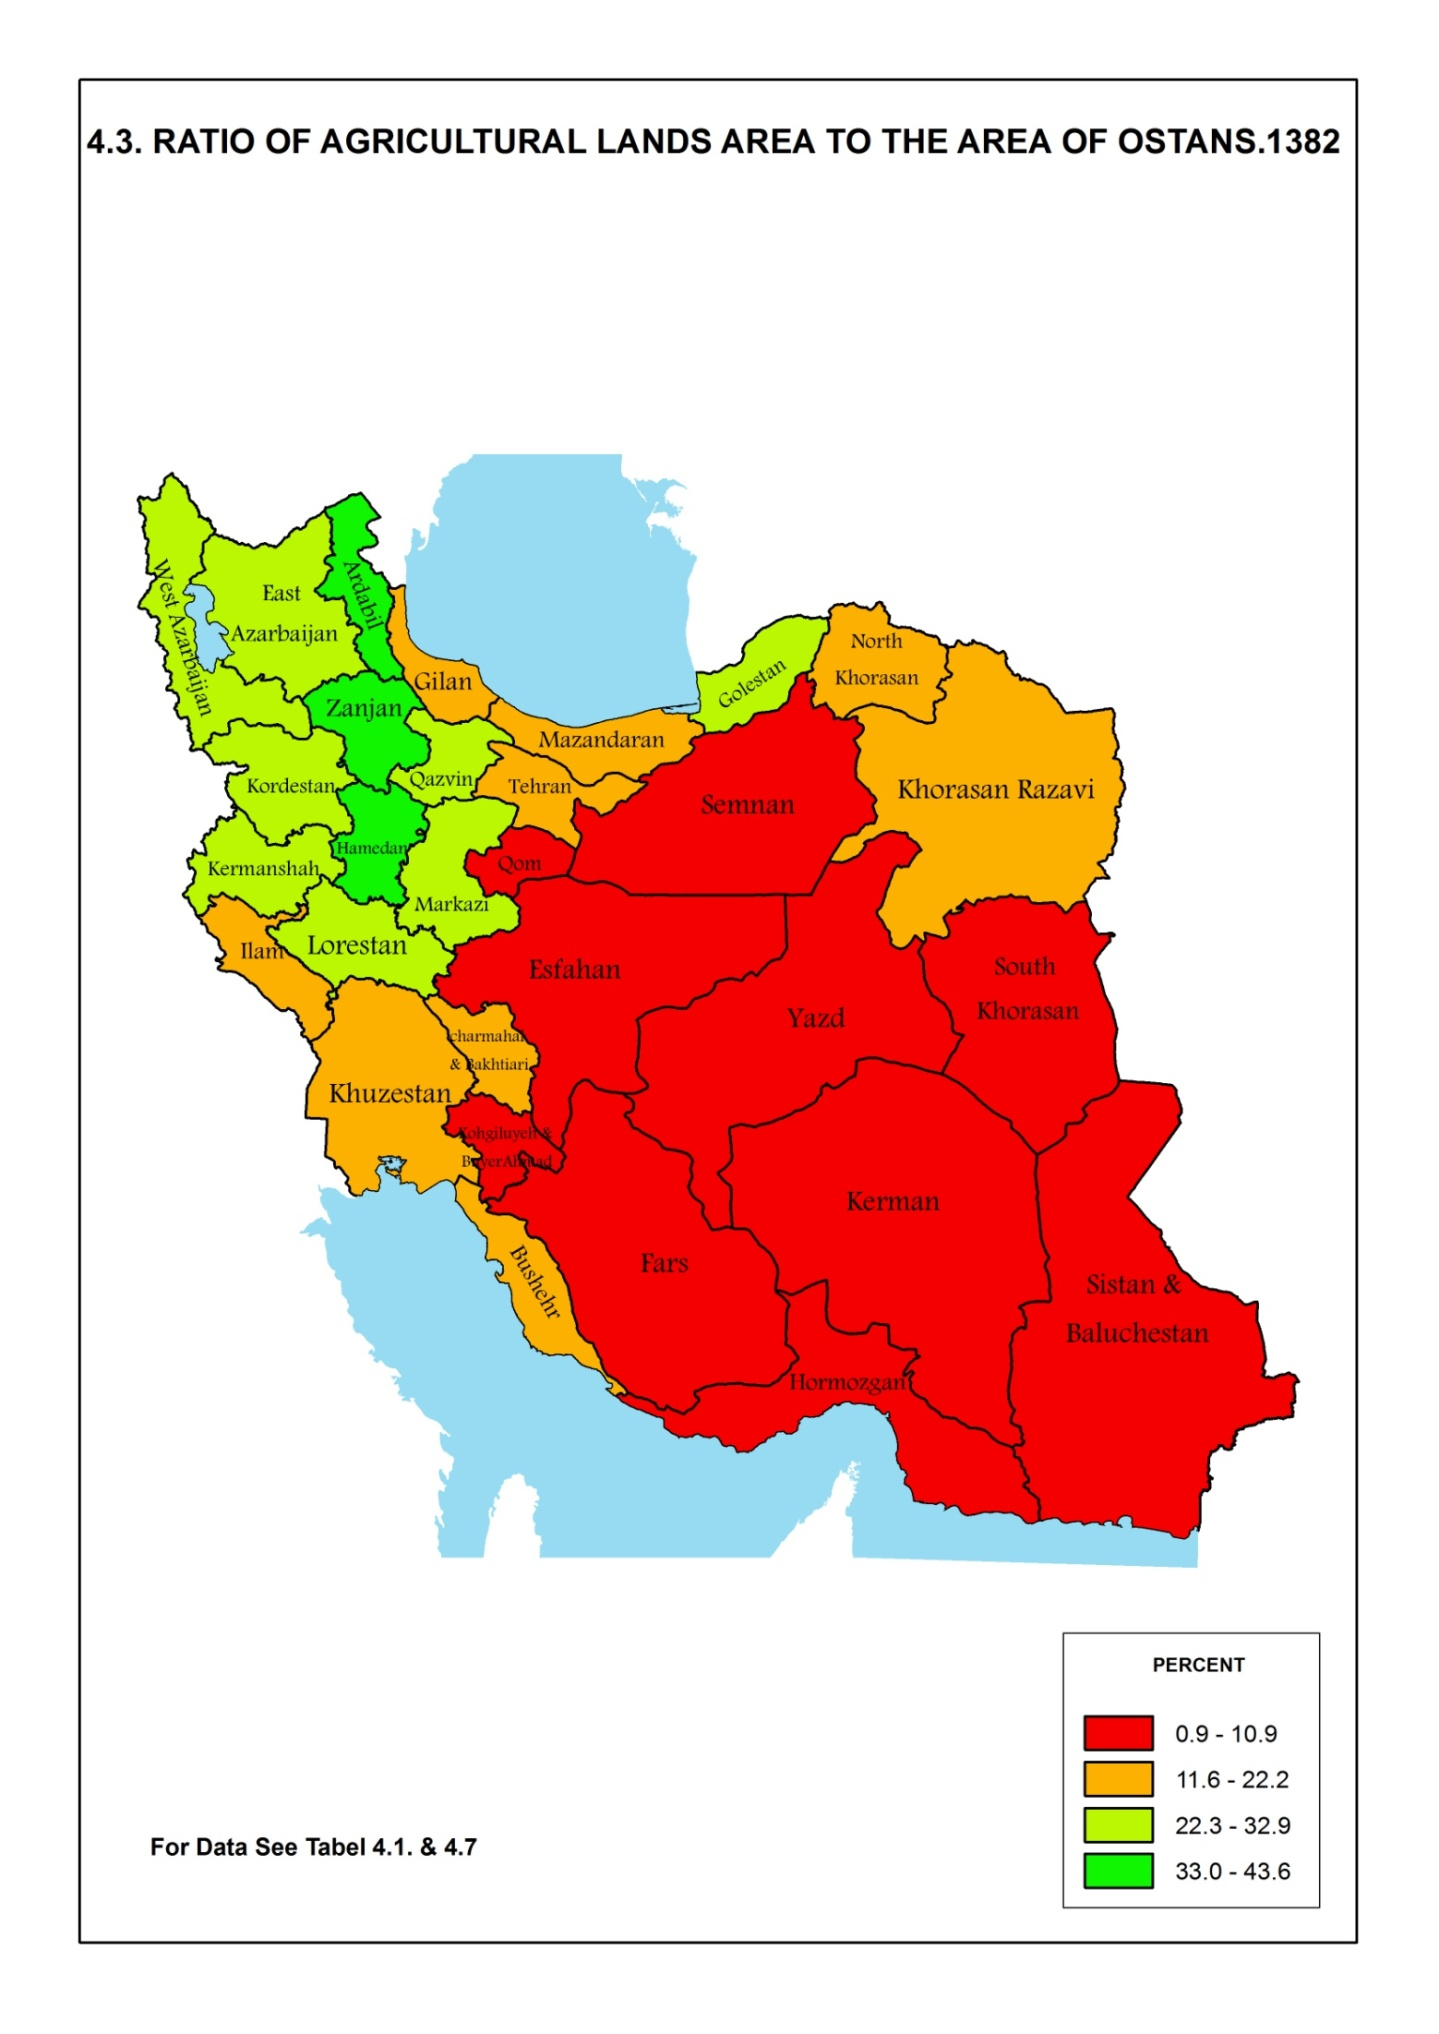 4.3. RATIO OF AGRICULTURAL LANDS AREA TO THE AREA OF OSTANS.1382
West Azarbaijan
East
Azarbaijan
Ardabil
Gilan
Zanjan
Golestan
North
Khorasan
Mazandaran
Kordestan
Qazvin
Tehran
Semnan
Khorasan Razavi
Hamedan
Kermanshah
Qom
Markazi
Ilam
Lorestan
Esfahan
South
Khorasan
Yazd
charmahar
& Bakhtiari
Khuzestan
Kohgiluyeh &
BuyerAhmad
Kerman
Bushehr
Fars
Sistan &
Baluchestan
Hormozgan
PERCENT
0.9 - 10.9
11.6 - 22.2
22.3 - 32.9
33.0 - 43.6
For Data See Tabel 4.1. & 4.7